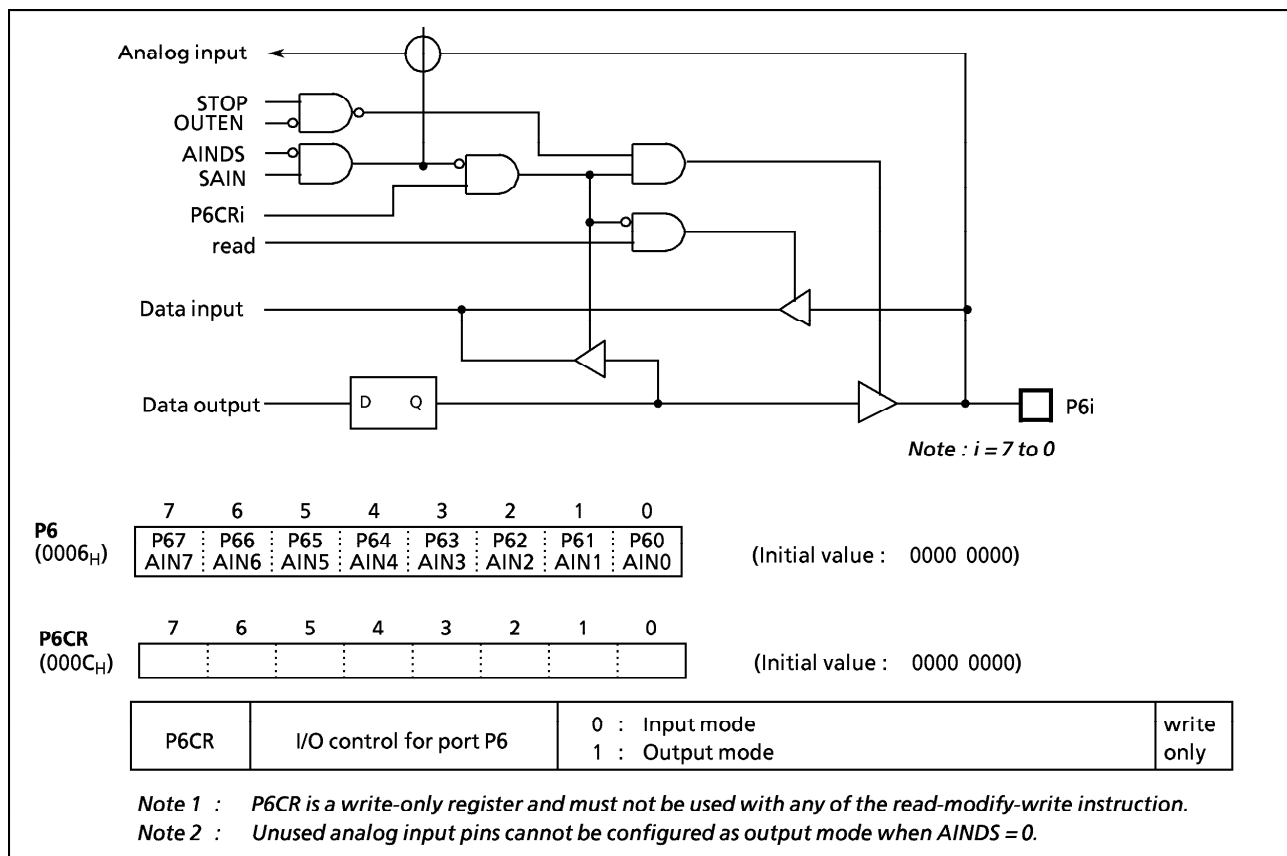 Analog input
STOP
OUTEN
AINDS
SAIN
P6CRi
read
Data input
Data output
D Q
P6i
Note : i = 7 to 0
7 6 5 4 3 2 1 0
P6
(0006H)
P67 P66 P65 P64 P63 P62 P61 P60
AIN7 AIN6 AIN5 AIN4 AIN3 AIN2 AIN1 AIN0
(Initial value : 0000 0000)
7 6 5 4 3 2 1 0
P6CR
(000CH)
(Initial value : 0000 0000)
P6CR
I/O control for port P6
0 : Input mode
1 : Output mode
write
only
Note 1 : P6CR is a write-only register and must not be used with any of the read-modify-write instruction.
Note 2 : Unused analog input pins cannot be configured as output mode when AINDS = 0.